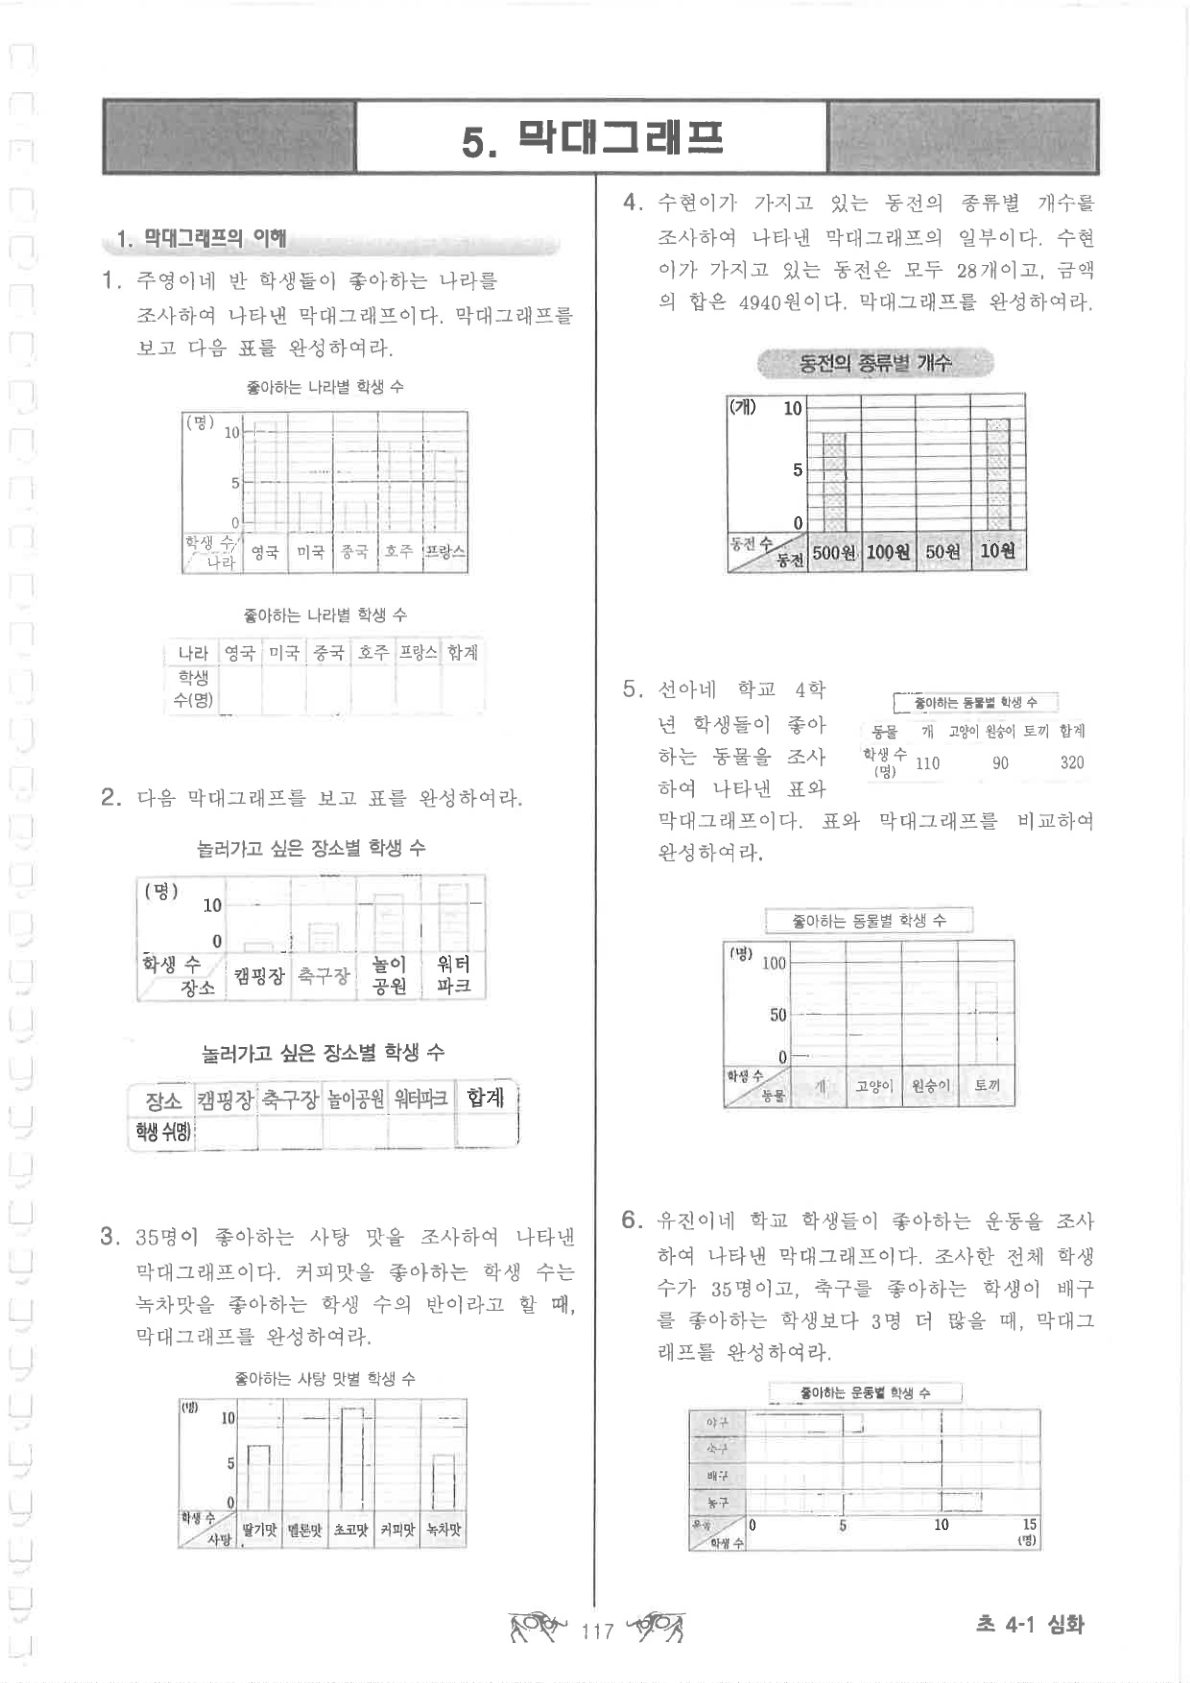 5. 막대그래프
1. 막대그래프의 이해
1. 주영이네 반 학생들이 좋아하는 나라를
조사하여 나타낸 막대그래프이다. 막대그래프를
보고 다음 표를 완성하여라.
좋아하는 나라별 학생 수
(명)
10
5
0
학생 수
나라
영국 미국 중국 호주 프랑스
좋아하는 나라별 학생 수
나라 영국 미국 중국 호주 프랑스 합계
학생
수(명)
2. 다음 막대그래프를 보고 표를 완성하여라.
놀러가고 싶은 장소별 학생 수
(명)
10
0
학생 수
장소
캠핑장 축구장 놀이공원 워터파크
놀러가고 싶은 장소별 학생 수
장소 캠핑장 축구장 놀이공원 워터파크 합계
학생 수(명)
3. 35명이 좋아하는 사탕 맛을 조사하여 나타낸
막대그래프이다. 커피맛을 좋아하는 학생 수는
녹차맛을 좋아하는 학생 수의 반이라고 할 때,
막대그래프를 완성하여라.
좋아하는 사탕 맛별 학생 수
(명)
10
5
0
학생 수
사탕
딸기맛 멜론맛 초코맛 커피맛 녹차맛
4. 수현이가 가지고 있는 동전의 종류별 개수를
조사하여 나타낸 막대그래프의 일부이다. 수현
이가 가지고 있는 동전은 모두 28개이고, 금액
의 합은 4940원이다. 막대그래프를 완성하여라.
동전의 종류별 개수
(개) 10
5
0
동전 수
동전
500원 100원 50원 10원
5. 선아네 학교 4학
년 학생들이 좋아
하는 동물을 조사
하여 나타낸 표와
막대그래프이다. 표와 막대그래프를 비교하여
완성하여라.
좋아하는 동물별 학생 수
동물 개 고양이 원숭이 토끼 합계
학생 수
(명) 110 90 320
좋아하는 동물별 학생 수
(명) 100
50
0
학생 수
동물
개 고양이 원숭이 토끼
6. 유진이네 학교 학생들이 좋아하는 운동을 조사
하여 나타낸 막대그래프이다. 조사한 전체 학생
수가 35명이고, 축구를 좋아하는 학생이 배구
를 좋아하는 학생보다 3명 더 많을 때, 막대그
래프를 완성하여라.
좋아하는 운동별 학생 수
야구
축구
배구
농구
운동
학생 수
0 5 10 15
(명)
117
초 4-1 심화